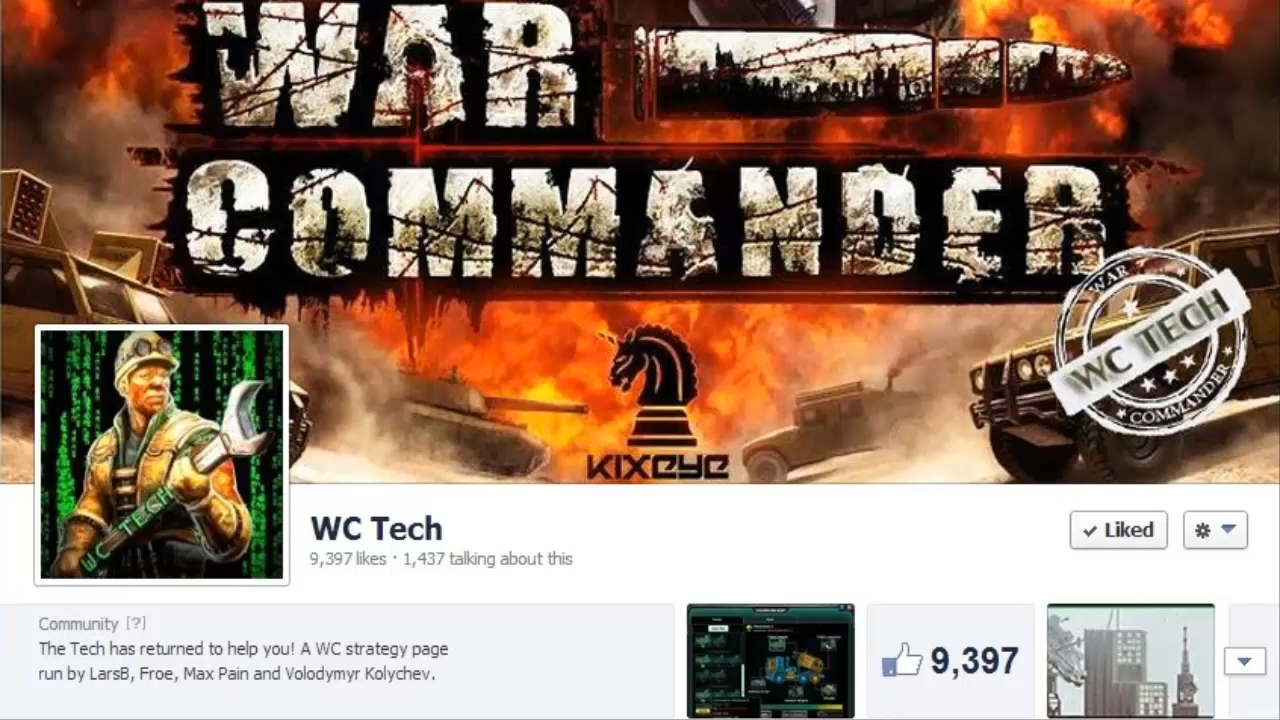 WAR
COMMANDER
WAR
WC TECH
COMMANDER
KIXEYE
WC TECH
WC Tech
9,397 likes · 1,437 talking about this
✓ Liked
Community [?]
The Tech has returned to help you! A WC strategy page
run by LarsB, Froe, Max Pain and Volodymyr Kolychev.
9,397